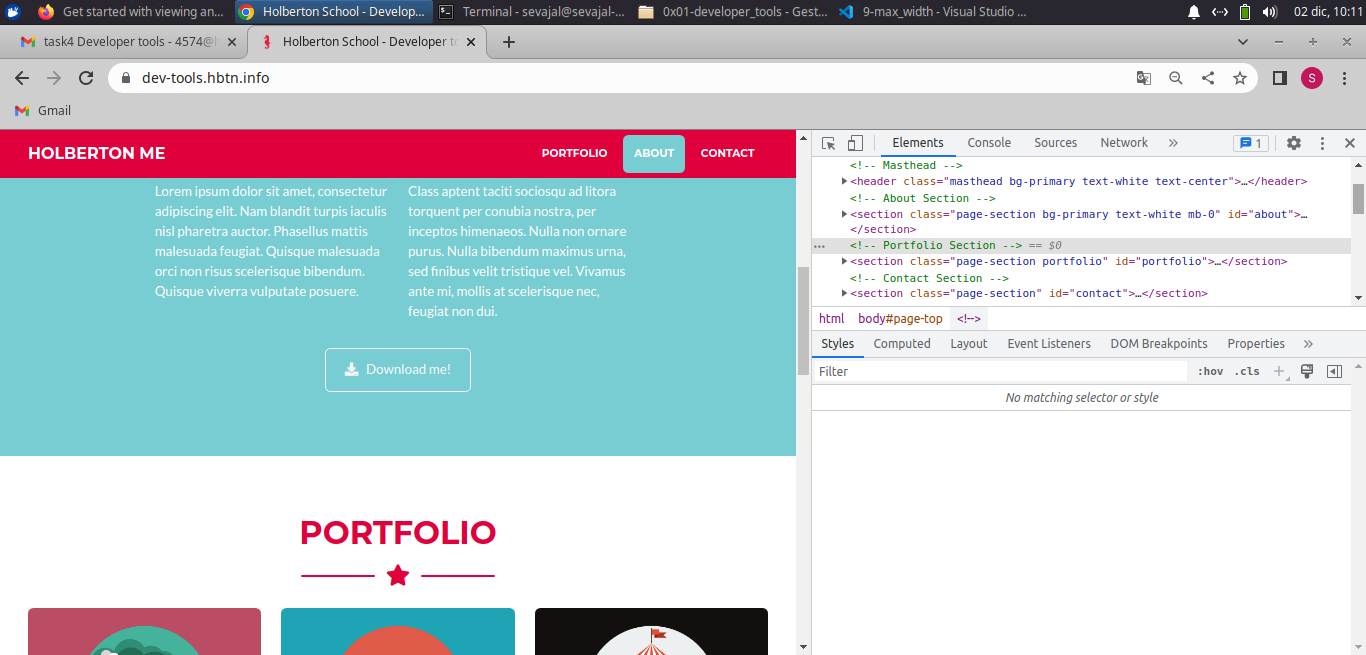 Get started with viewing an...
Holberton School - Develop...
Terminal - sevajal@sevajal-...
0x01-developer_tools - Gest...
9-max_width - Visual Studio ...
02 dic, 10:11
task4 Developer tools - 4574@
Holberton School - Developer to
dev-tools.hbtn.info
S
Gmail
HOLBERTON ME
PORTFOLIO
ABOUT
CONTACT
Lorem ipsum dolor sit amet, consectetur
adipiscing elit. Nam blandit turpis iaculis
nisl pharetra auctor. Phasellus mattis
malesuada feugiat. Quisque malesuada
orci non risus scelerisque bibendum.
Quisque viverra vulputate posuere.
Class aptent taciti sociosqu ad litora
torquent per conubia nostra, per
inceptos himenaeos. Nulla non ornare
purus. Nulla bibendum maximus urna,
sed finibus velit tristique vel. Vivamus
ante mi, mollis at scelerisque nec,
feugiat non dui.
Download me!
PORTFOLIO
Elements
Console
Sources
Network
»
1
<!-- Masthead -->
<header class="masthead bg-primary text-white text-center">…</header>
<!-- About Section -->
<section class="page-section bg-primary text-white mb-0" id="about">…
</section>
<!-- Portfolio Section --> == $0
<section class="page-section portfolio" id="portfolio">…</section>
<!-- Contact Section -->
<section class="page-section" id="contact">…</section>
html
body#page-top
<!-->
Styles
Computed
Layout
Event Listeners
DOM Breakpoints
Properties
»
Filter
:hov
.cls
No matching selector or style